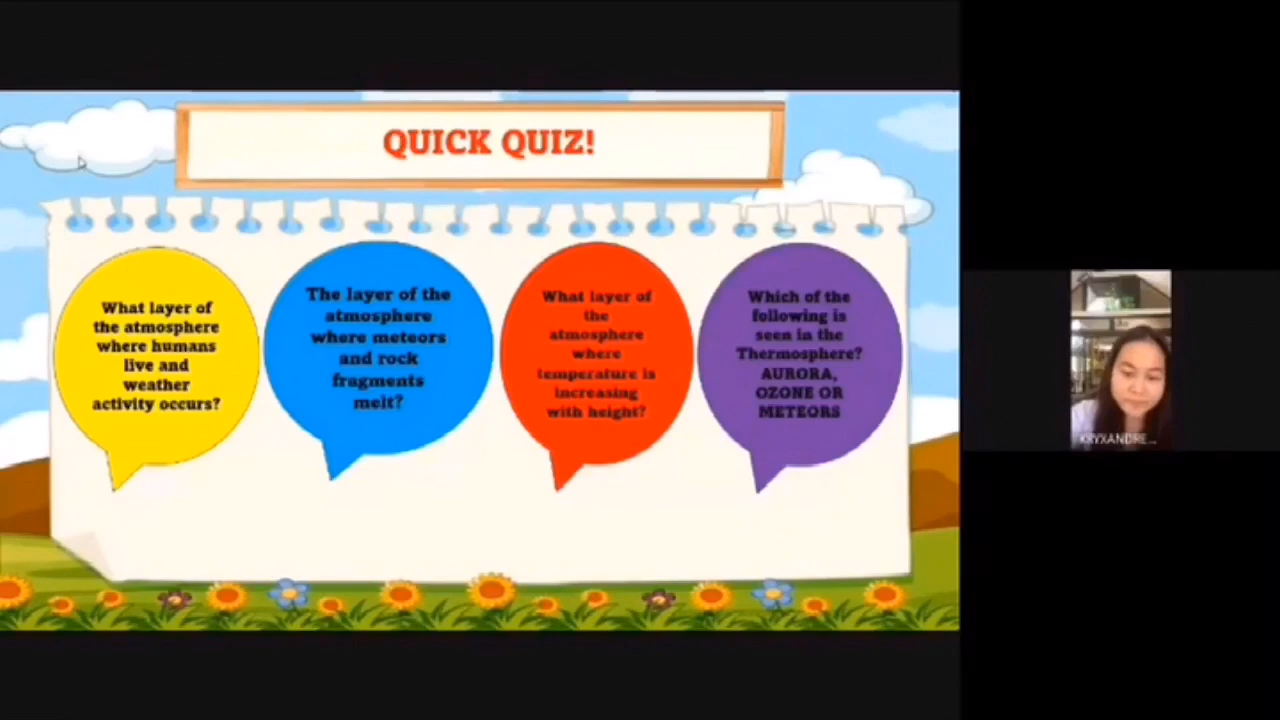 QUICK QUIZ!
What layer of
the atmosphere
where humans
live and
weather
activity occurs?
The layer of the
atmosphere
where meteors
and rock
fragments
melt?
What layer of
the
atmosphere
where
temperature is
increasing
with height?
Which of the
following is
seen in the
Thermosphere?
AURORA,
OZONE OR
METEORS
KRYXANDRE...